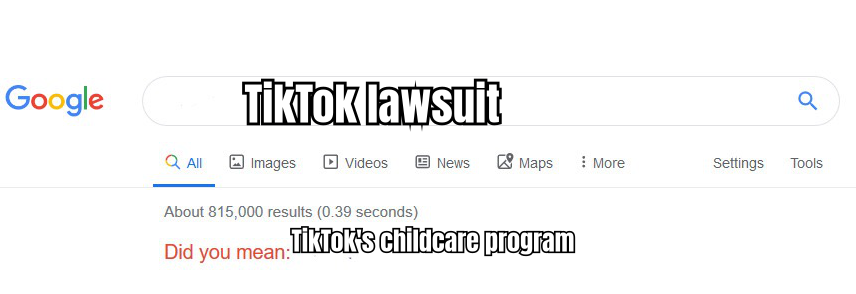 Google TikTok lawsuit
All Images Videos News Maps More Settings Tools
About 815,000 results (0.39 seconds)
Did you mean: TikTok's childcare program